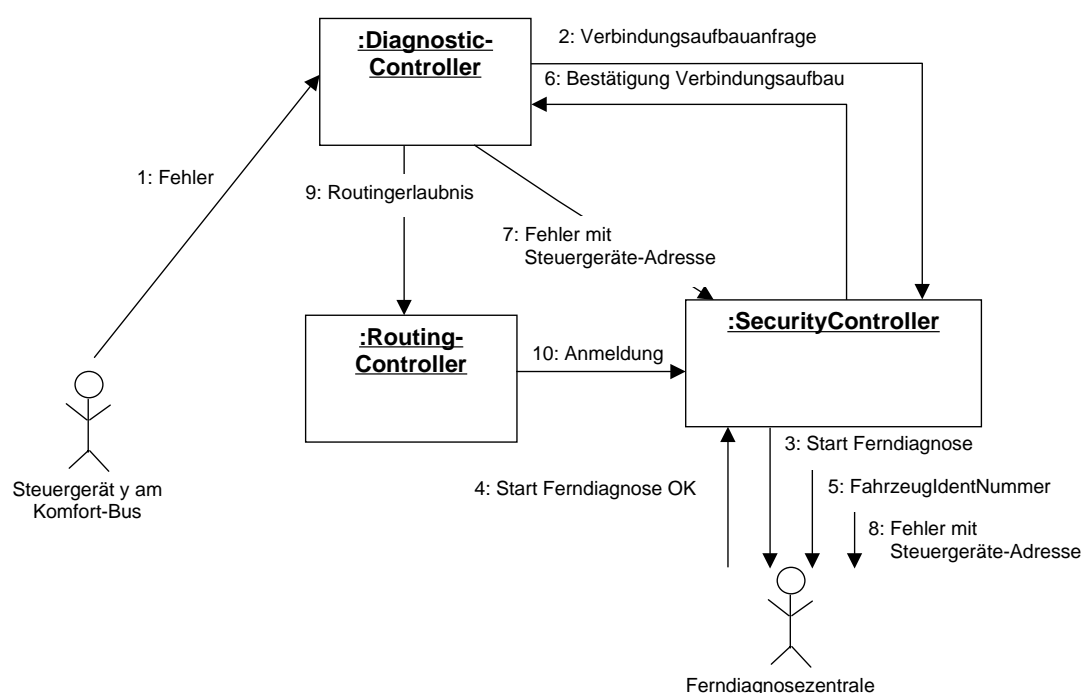 :Diagnostic-
Controller
2: Verbindungsaufbauanfrage
6: Bestätigung Verbindungsaufbau
1: Fehler
9: Routingerlaubnis
7: Fehler mit
Steuergeräte-Adresse
:Routing-
Controller
10: Anmeldung
:SecurityController
3: Start Ferndiagnose
4: Start Ferndiagnose OK
5: FahrzeugIdentNummer
8: Fehler mit
Steuergeräte-Adresse
Steuergerät y am
Komfort-Bus
Ferndiagnosezentrale